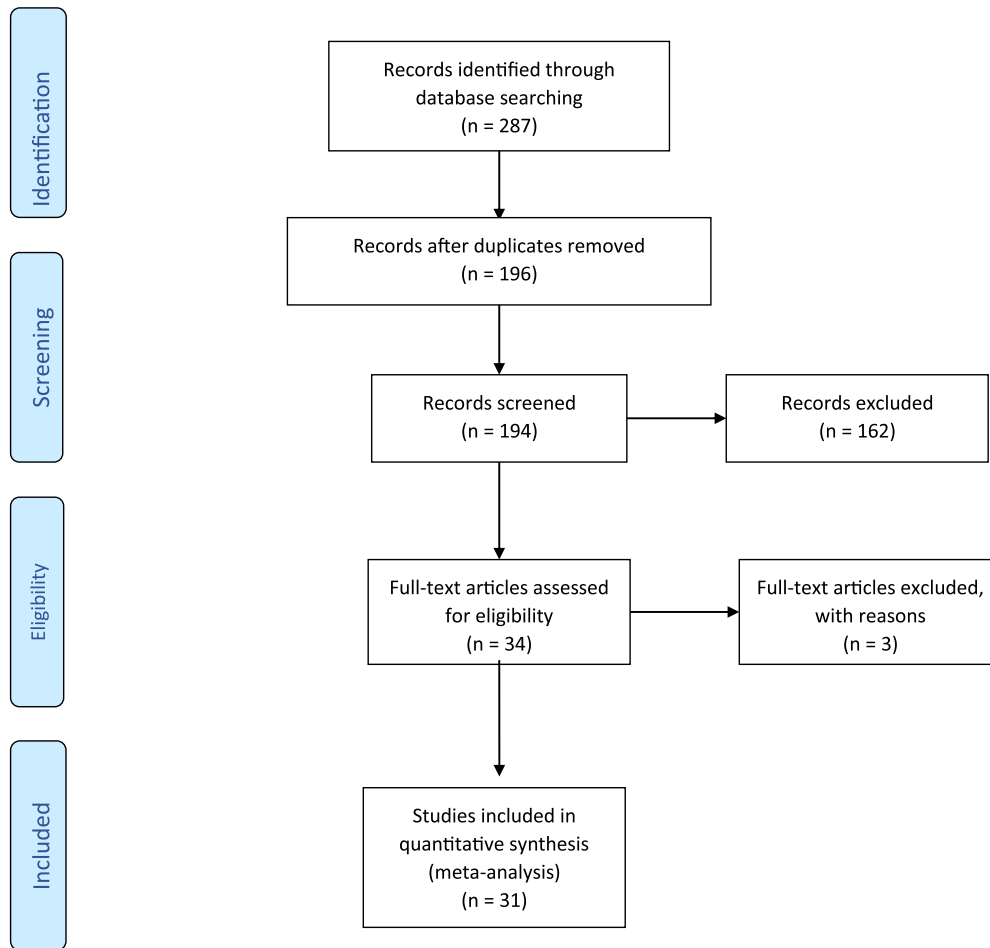 Identification
Records identified through
database searching
(n = 287)
Records after duplicates removed
(n = 196)
Screening
Records screened
(n = 194)
Records excluded
(n = 162)
Eligibility
Full-text articles assessed
for eligibility
(n = 34)
Full-text articles excluded,
with reasons
(n = 3)
Included
Studies included in
quantitative synthesis
(meta-analysis)
(n = 31)